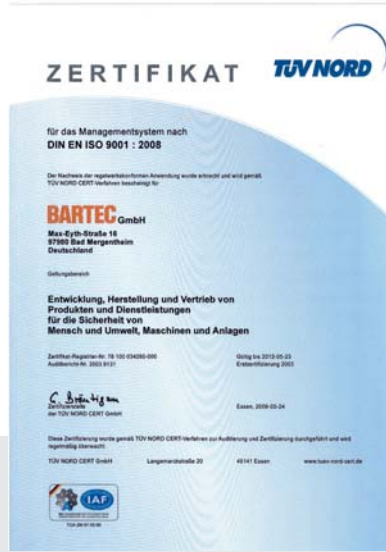 ZERTIFIKAT
TÜV NORD
für das Managementsystem nach
DIN EN ISO 9001 : 2008
Der Nachweis der regelwerkskonformen Anwendung wurde erbracht und wird gemäß
TÜV NORD CERT-Verfahren bescheinigt für
BARTEC GmbH
Max-Eyth-Straße 16
97980 Bad Mergentheim
Deutschland
Geltungsbereich
Entwicklung, Herstellung und Vertrieb von
Produkten und Dienstleistungen
für die Sicherheit von
Mensch und Umwelt, Maschinen und Anlagen
Zertifikat-Registrier-Nr.
Auditbericht-Nr.
Gültig bis 2012-05-23
Erstzertifizierung 2003
Zertifizierungsstelle
der TÜV NORD CERT GmbH
Essen, 2009-05-24
Diese Zertifizierung wurde gemäß TÜV NORD CERT-Verfahren zur Auditierung und Zertifizierung durchgeführt und wird
regelmäßig überwacht.
TÜV NORD CERT GmbH Langemarckstraße 20 45141 Essen www.tuev-nord-cert.de
IAF